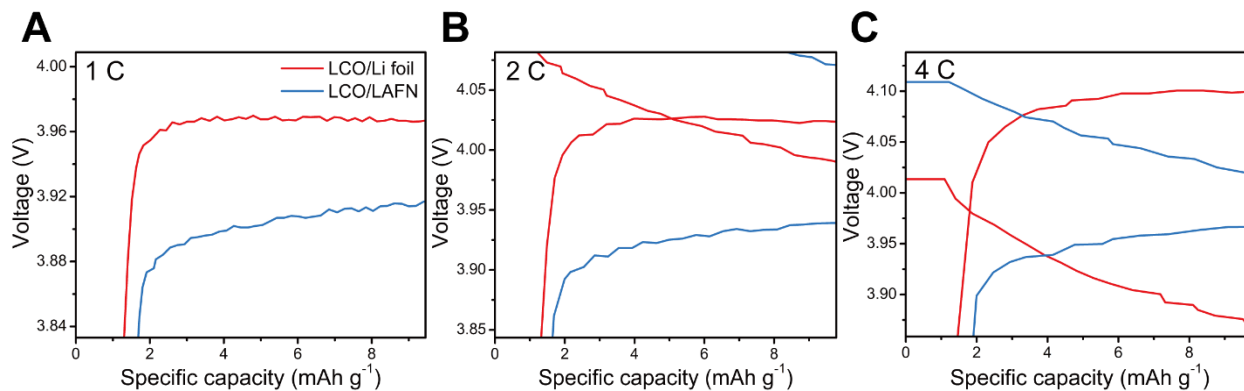 A
1 C
LCO/Li foil
LCO/LAFN
4.00
3.96
3.92
3.88
3.84
Voltage (V)
0 2 4 6 8
Specific capacity (mAh g⁻¹)
B
2 C
4.05
4.00
3.95
3.90
3.85
Voltage (V)
0 2 4 6 8
Specific capacity (mAh g⁻¹)
C
4 C
4.10
4.05
4.00
3.95
3.90
Voltage (V)
0 2 4 6 8
Specific capacity (mAh g⁻¹)